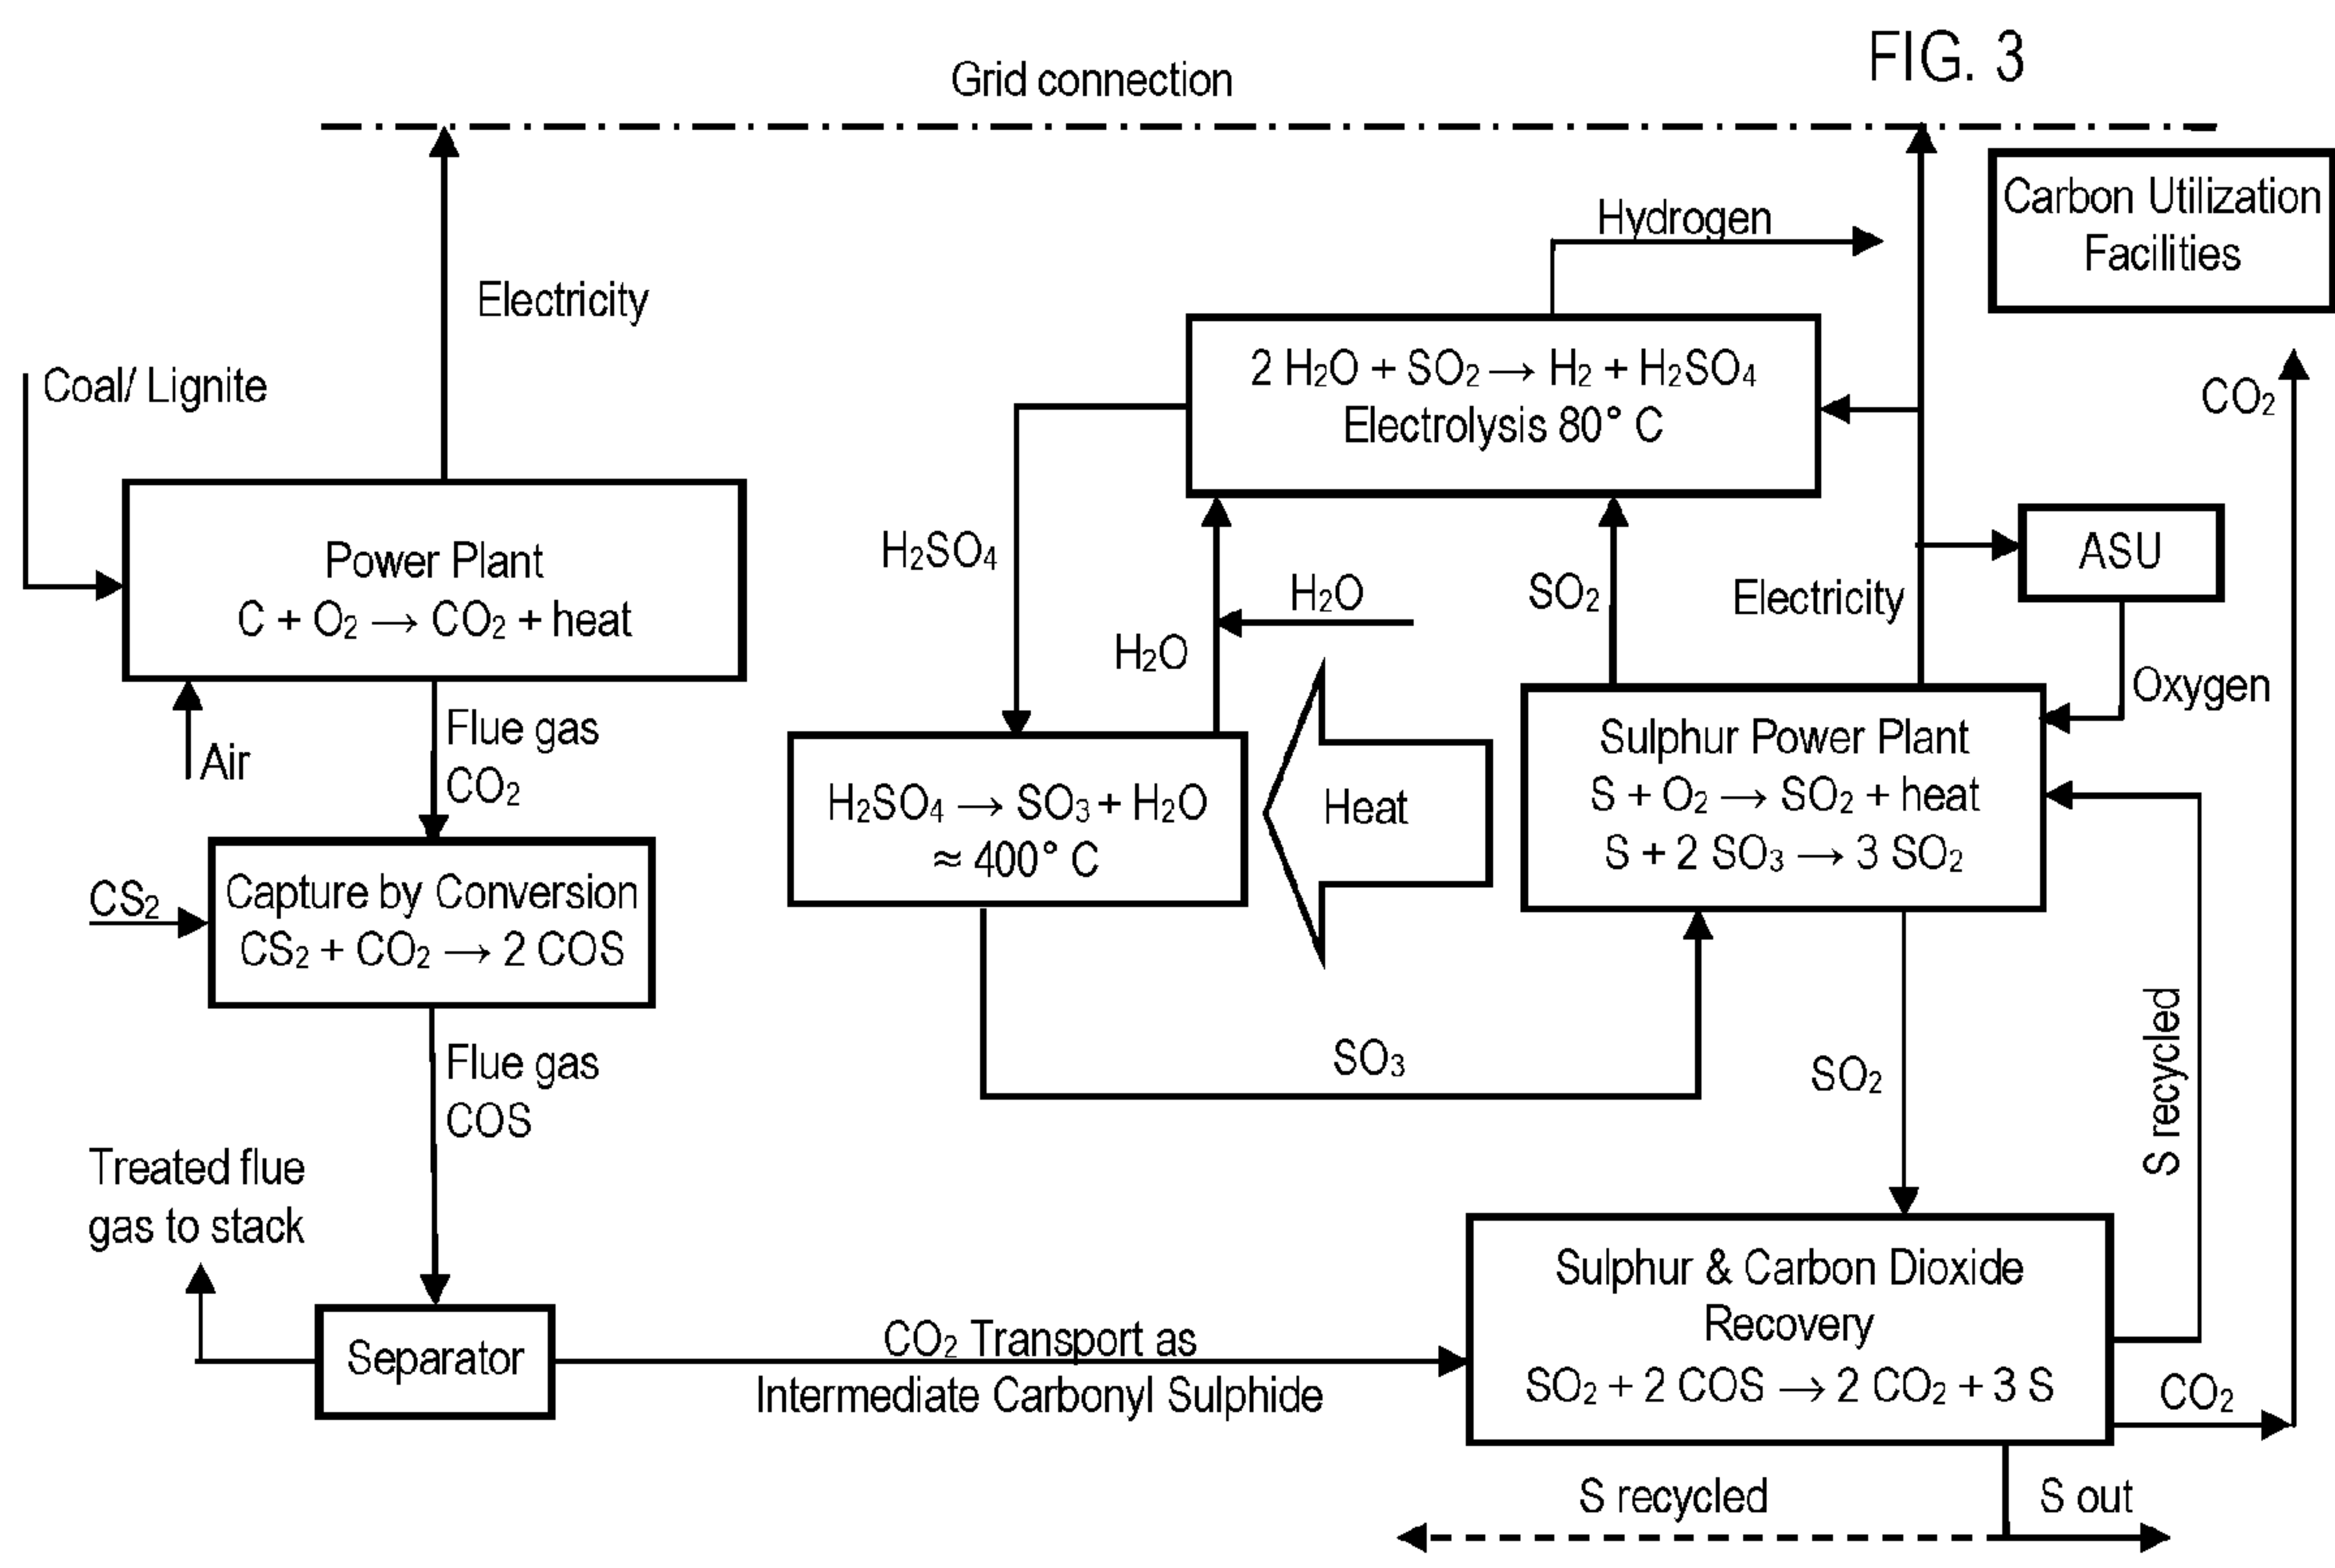 FIG. 3
Grid connection
Carbon Utilization
Facilities
Hydrogen
Electricity
Coal/ Lignite
2 H₂O + SO₂ → H₂ + H₂SO₄
Electrolysis 80° C
CO₂
Power Plant
C + O₂ → CO₂ + heat
H₂SO₄
H₂O
H₂O
SO₂
Electricity
ASU
Oxygen
Air
Flue gas
CO₂
H₂SO₄ → SO₃ + H₂O
≈ 400° C
Heat
Sulphur Power Plant
S + O₂ → SO₂ + heat
S + 2 SO₃ → 3 SO₂
CS₂
Capture by Conversion
CS₂ + CO₂ → 2 COS
Flue gas
COS
SO₃
SO₂
S recycled
Treated flue
gas to stack
Separator
CO₂ Transport as
Intermediate Carbonyl Sulphide
Sulphur & Carbon Dioxide
Recovery
SO₂ + 2 COS → 2 CO₂ + 3 S
CO₂
S recycled
S out